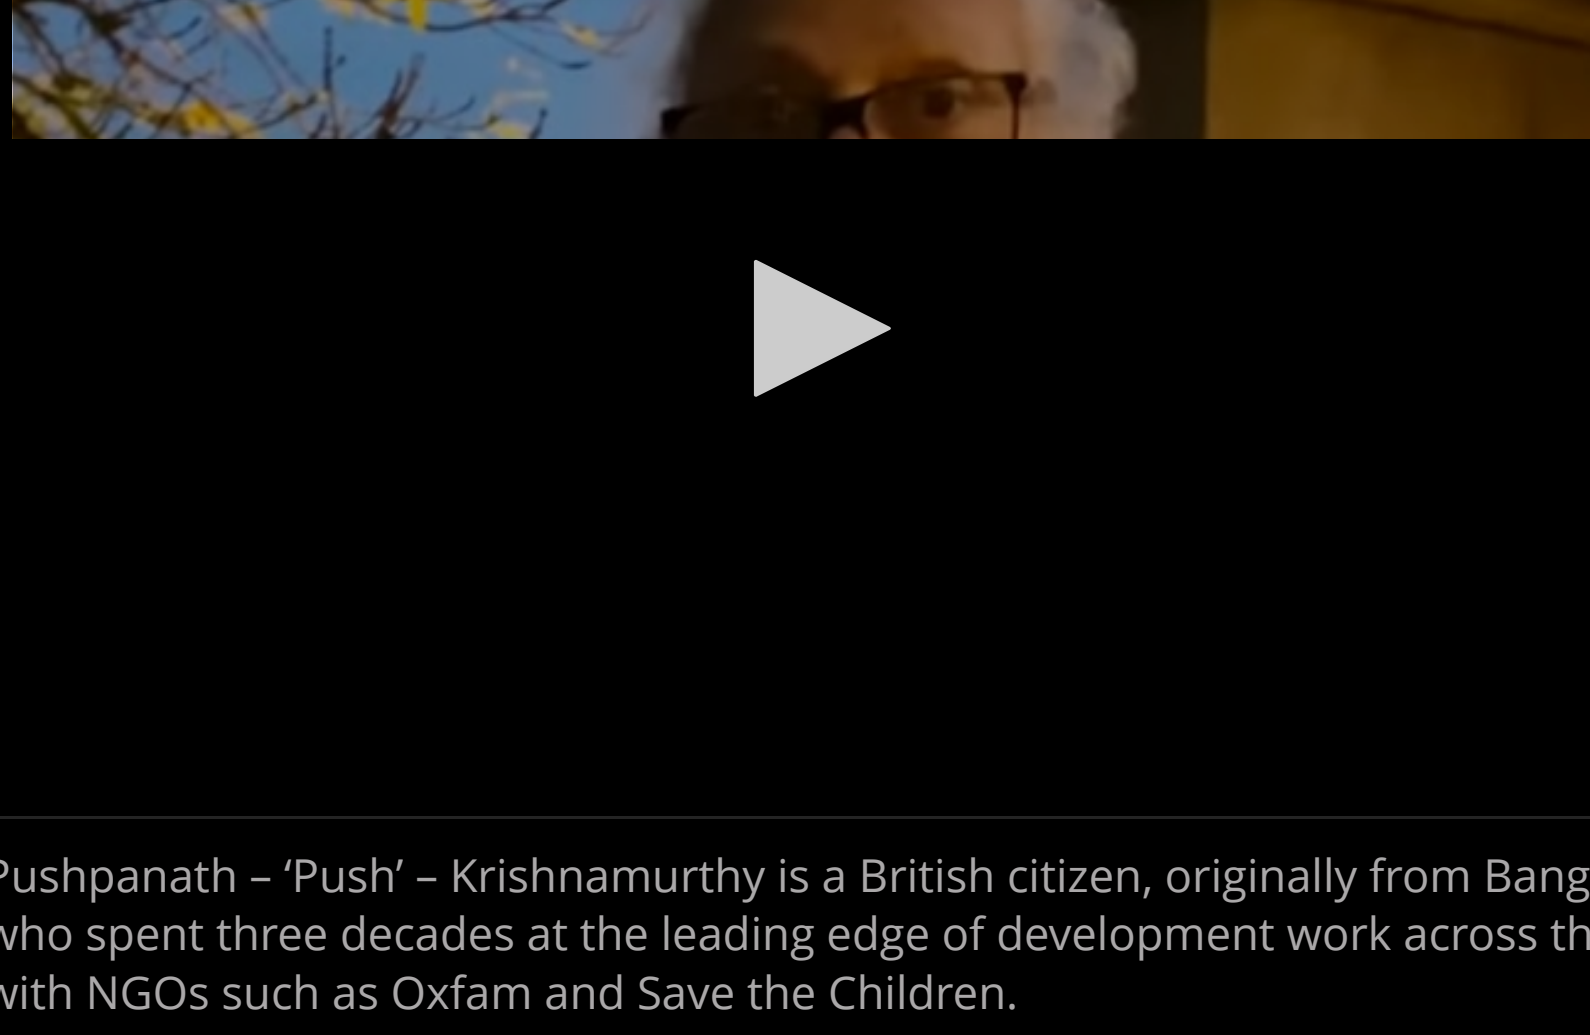 Pushpanath – ‘Push’ – Krishnamurthy is a British citizen, originally from Bang
who spent three decades at the leading edge of development work across th
with NGOs such as Oxfam and Save the Children.